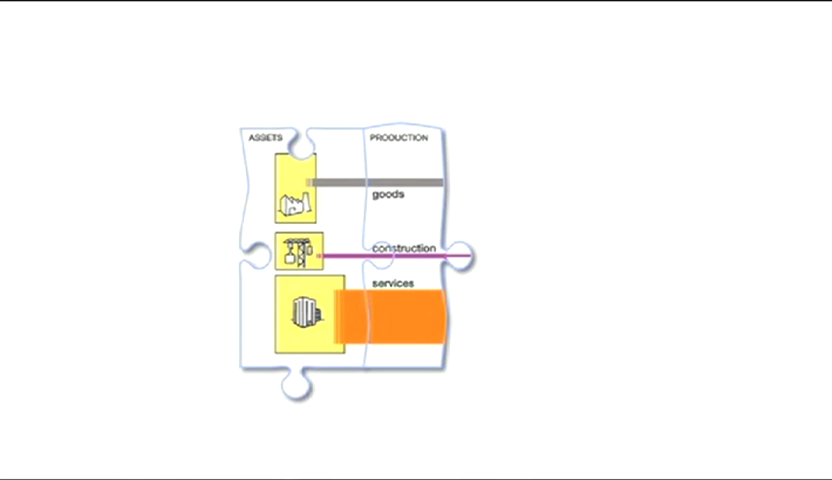 ASSETS
PRODUCTION
goods
construction
services